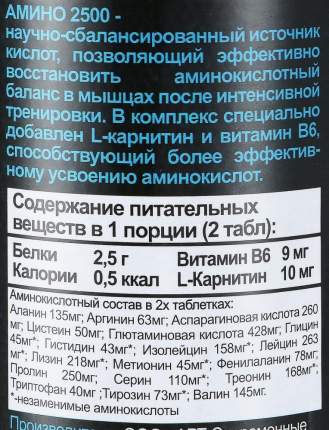 АМИНО 2500 -
научно-сбалансированный источник
кислот, позволяющий эффективно
восстановить аминокислотный
баланс в мышцах после интенсивной
тренировки. В комплекс специально
добавлен L-карнитин и витамин В6,
способствующий более эффектив-
ному усвоению аминокислот.
Содержание питательных
веществ в 1 порции (2 табл):
Белки 2,5 г Витамин В6 9 мг
Калории 0,5 ккал L-Карнитин 10 мг
Аминокислотный состав в 2х таблетках:
Аланин 135мг; Аргинин 63мг; Аспарагиновая кислота 260
мг; Цистеин 50мг; Глютаминовая кислота 428мг; Глицин
45мг*; Гистидин 43мг*; Изолейцин 158мг*; Лейцин 263
мг*; Лизин 218мг*; Метионин 45мг*; Фенилаланин 78мг;
Пролин 250мг; Серин 110мг*; Треонин 168мг*;
Триптофан 40мг ;Тирозин 73мг*; Валин 145мг.
*-незаменимые аминокислоты